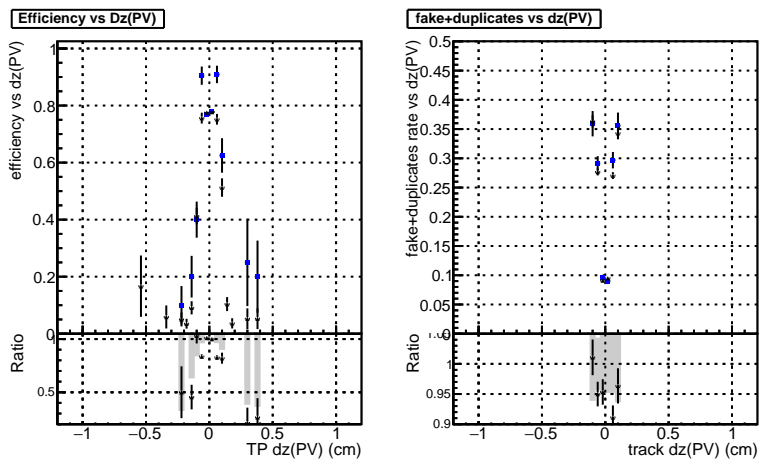 Efficiency vs Dz(PV)
efficiency vs dz(PV)
1
0.8
0.6
0.4
0.2
0
Ratio
1
0.5
−1 −0.5 0 0.5 1
TP dz(PV) (cm)
fake+duplicates vs dz(PV)
fake+duplicates rate vs dz(PV)
0.5
0.45
0.4
0.35
0.3
0.25
0.2
0.15
0.1
0.05
0
Ratio
1
0.95
0.9
−1 −0.5 0 0.5 1
track dz(PV) (cm)